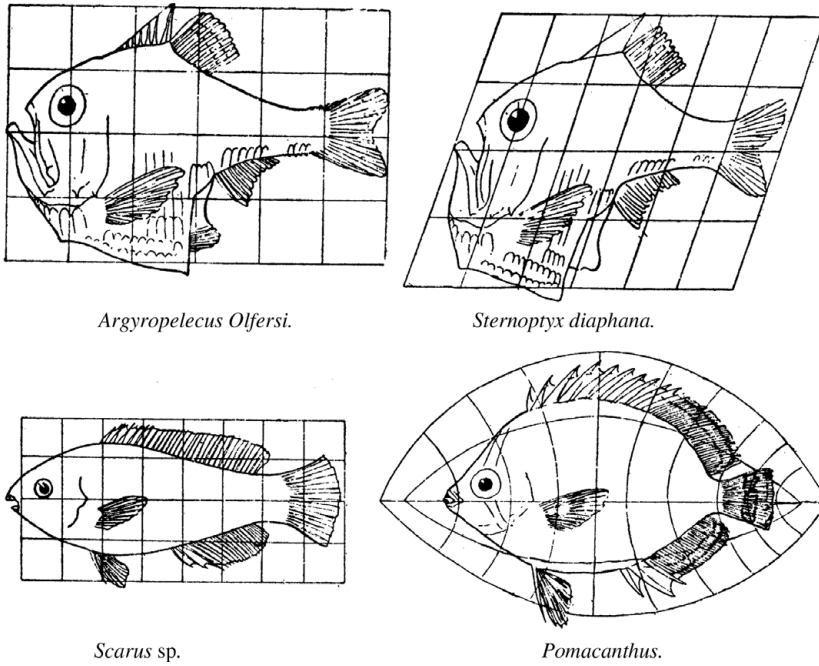 Argyropelecus Olfersi.
Sternoptyx diaphana.
Scarus sp.
Pomacanthus.